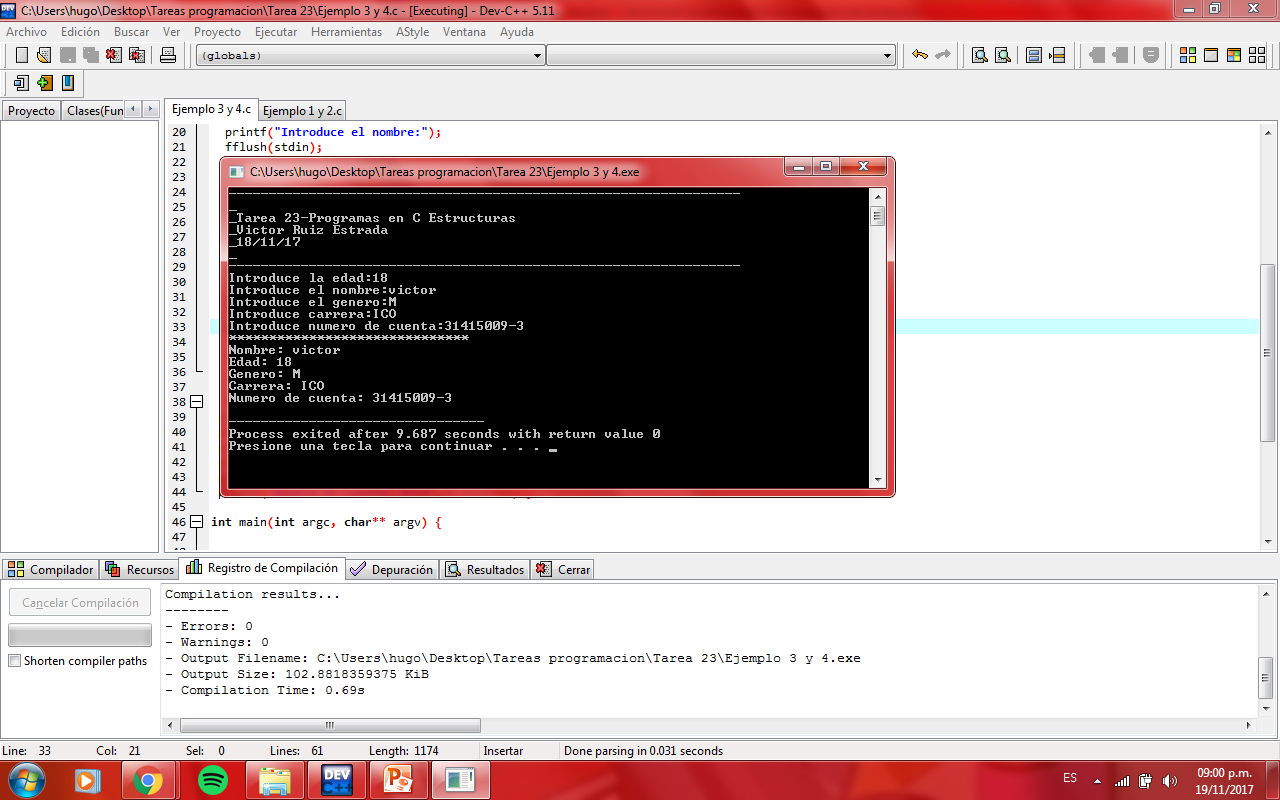 C:\Users\hugo\Desktop\Tareas programacion\Tarea 23\Ejemplo 3 y 4.c - [Executing] - Dev-C++ 5.11
Archivo Edición Buscar Ver Proyecto Ejecutar Herramientas AStyle Ventana Ayuda
(globals)
Proyecto Clases(Fun Ejemplo 3 y 4.c Ejemplo 1 y 2.c
20 printf("Introduce el nombre:");
21 fflush(stdin);
22
23
24
25
26
27
28
29
30
31
32
33
34
35
36
37
38
39
40
41
42
43
44
45
46 int main(int argc, char** argv) {
47
C:\Users\hugo\Desktop\Tareas programacion\Tarea 23\Ejemplo 3 y 4.exe
----------------------------------------------------------------
_
_Tarea 23-Programas en C Estructuras
_Victor Ruiz Estrada
_18/11/17
_
----------------------------------------------------------------
Introduce la edad:18
Introduce el nombre:victor
Introduce el genero:M
Introduce carrera:ICO
Introduce numero de cuenta:31415009-3
******************************
Nombre: victor
Edad: 18
Genero: M
Carrera: ICO
Numero de cuenta: 31415009-3
--------------------------------
Process exited after 9.687 seconds with return value 0
Presione una tecla para continuar . . . _
Compilador Recursos Registro de Compilación Depuración Resultados Cerrar
Cancelar Compilación
Shorten compiler paths
Compilation results...
--------
- Errors: 0
- Warnings: 0
- Output Filename: C:\Users\hugo\Desktop\Tareas programacion\Tarea 23\Ejemplo 3 y 4.exe
- Output Size: 102.8818359375 KiB
- Compilation Time: 0.69s
Line: 33 Col: 21 Sel: 0 Lines: 61 Length: 1174 Insertar Done parsing in 0.031 seconds
DEV C++
ES
09:00 p.m.
19/11/2017